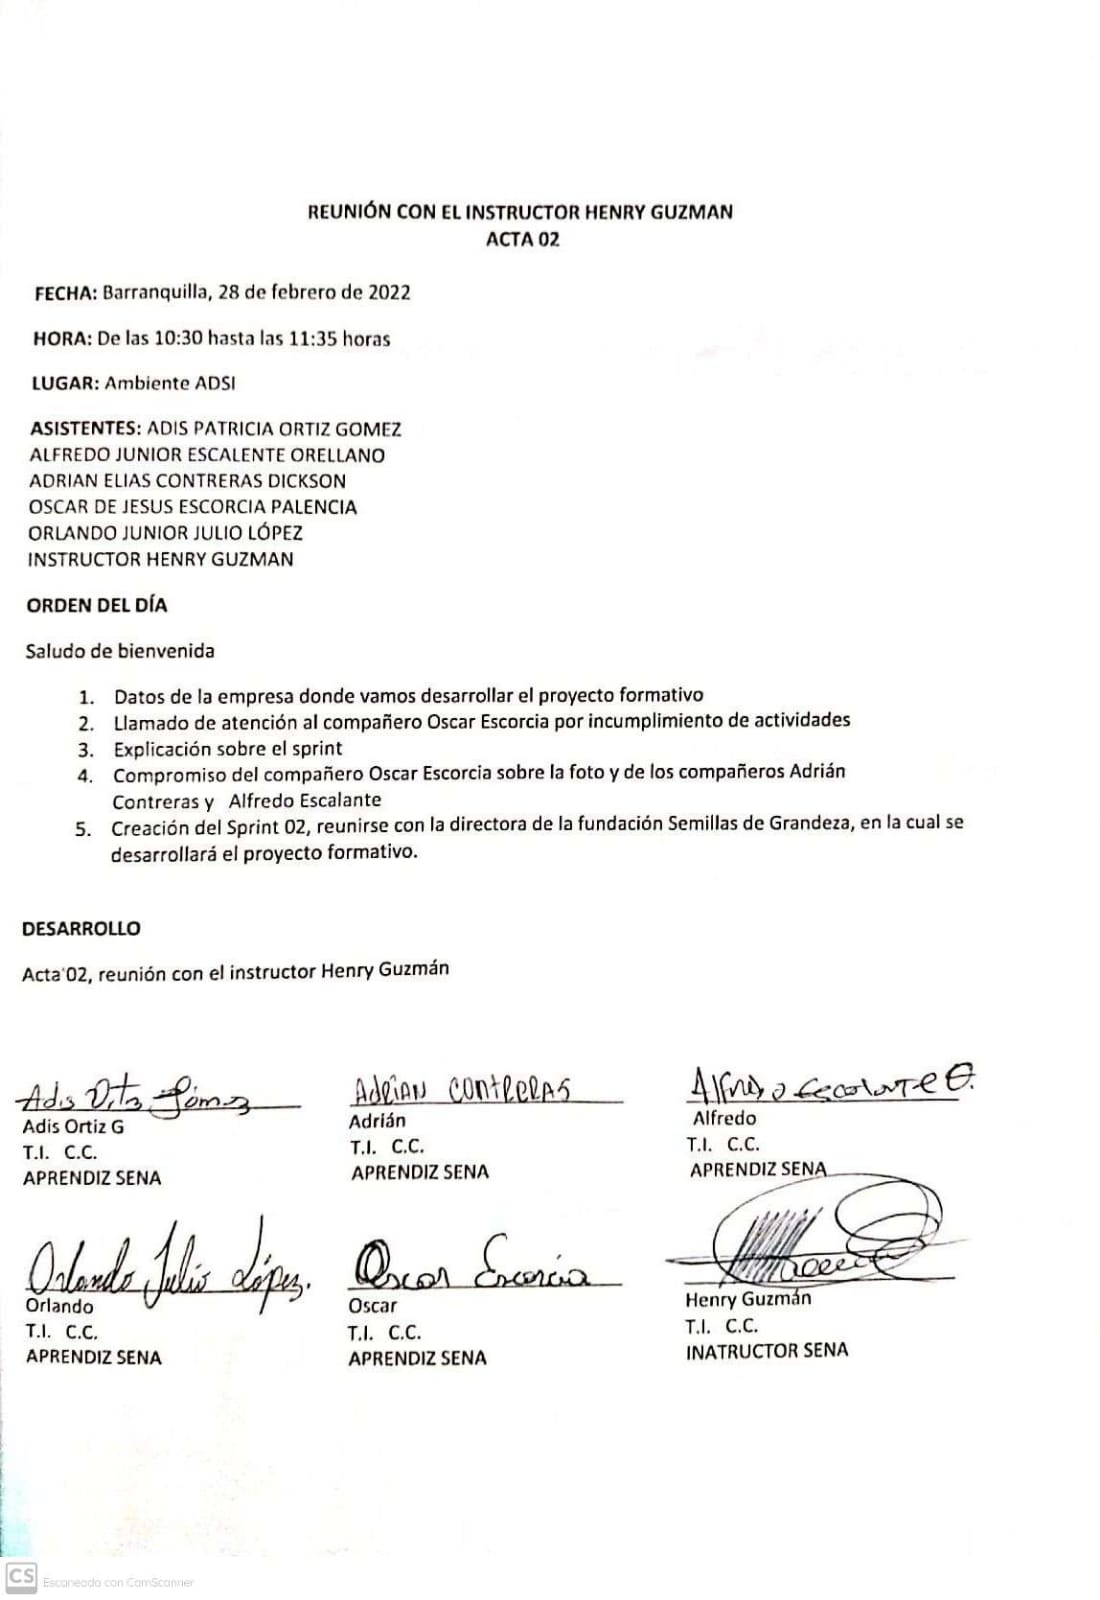 REUNIÓN CON EL INSTRUCTOR HENRY GUZMAN
ACTA 02
FECHA: Barranquilla, 28 de febrero de 2022
HORA: De las 10:30 hasta las 11:35 horas
LUGAR: Ambiente ADSI
ASISTENTES: ADIS PATRICIA ORTIZ GOMEZ
ALFREDO JUNIOR ESCALENTE ORELLANO
ADRIAN ELIAS CONTRERAS DICKSON
OSCAR DE JESUS ESCORCIA PALENCIA
ORLANDO JUNIOR JULIO LÓPEZ
INSTRUCTOR HENRY GUZMAN
ORDEN DEL DÍA
Saludo de bienvenida
1. Datos de la empresa donde vamos desarrollar el proyecto formativo
2. Llamado de atención al compañero Oscar Escorcia por incumplimiento de actividades
3. Explicación sobre el sprint
4. Compromiso del compañero Oscar Escorcia sobre la foto y de los compañeros Adrián
Contreras y Alfredo Escalante
5. Creación del Sprint 02, reunirse con la directora de la fundación Semillas de Grandeza, en la cual se
desarrollará el proyecto formativo.
DESARROLLO
Acta 02, reunión con el instructor Henry Guzmán
Adis Ortiz Gómez ADRIAN CONTRERAS Alfredo Escalante O.
Adis Ortiz G Adrián Alfredo
T.I. C.C. T.I. C.C. T.I. C.C.
APRENDIZ SENA APRENDIZ SENA APRENDIZ SENA
Orlando Julio López. Oscar Escorcia
Orlando Oscar Henry Guzmán
T.I. C.C. T.I. C.C. T.I. C.C.
APRENDIZ SENA APRENDIZ SENA INATRUCTOR SENA
CS Escaneado con CamScanner